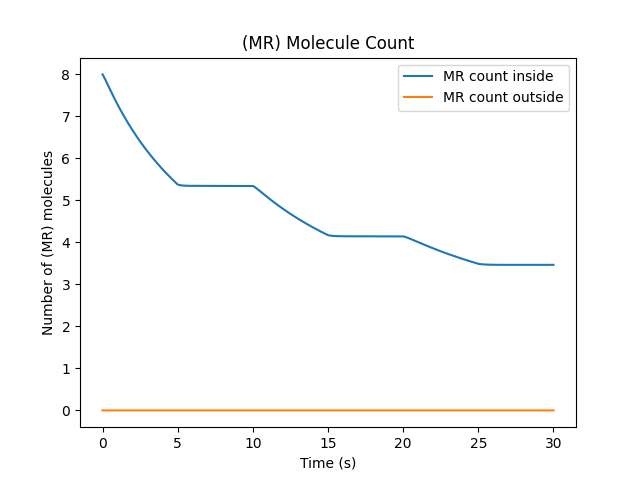 (MR) Molecule Count
MR count inside
MR count outside
Number of (MR) molecules
8
7
6
5
4
3
2
1
0
0 5 10 15 20 25 30
Time (s)